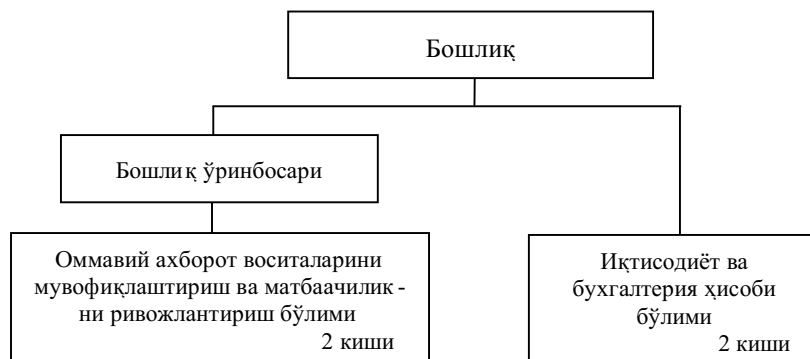 Бошлиқ
Бошлиқ ўринбосари
Оммавий ахборот воситаларини
мувофиқлаштириш ва матбаачилик -
ни ривожлантириш бўлими
2 киши
Иқтисодиёт ва
бухгалтерия ҳисоби
бўлими
2 киши